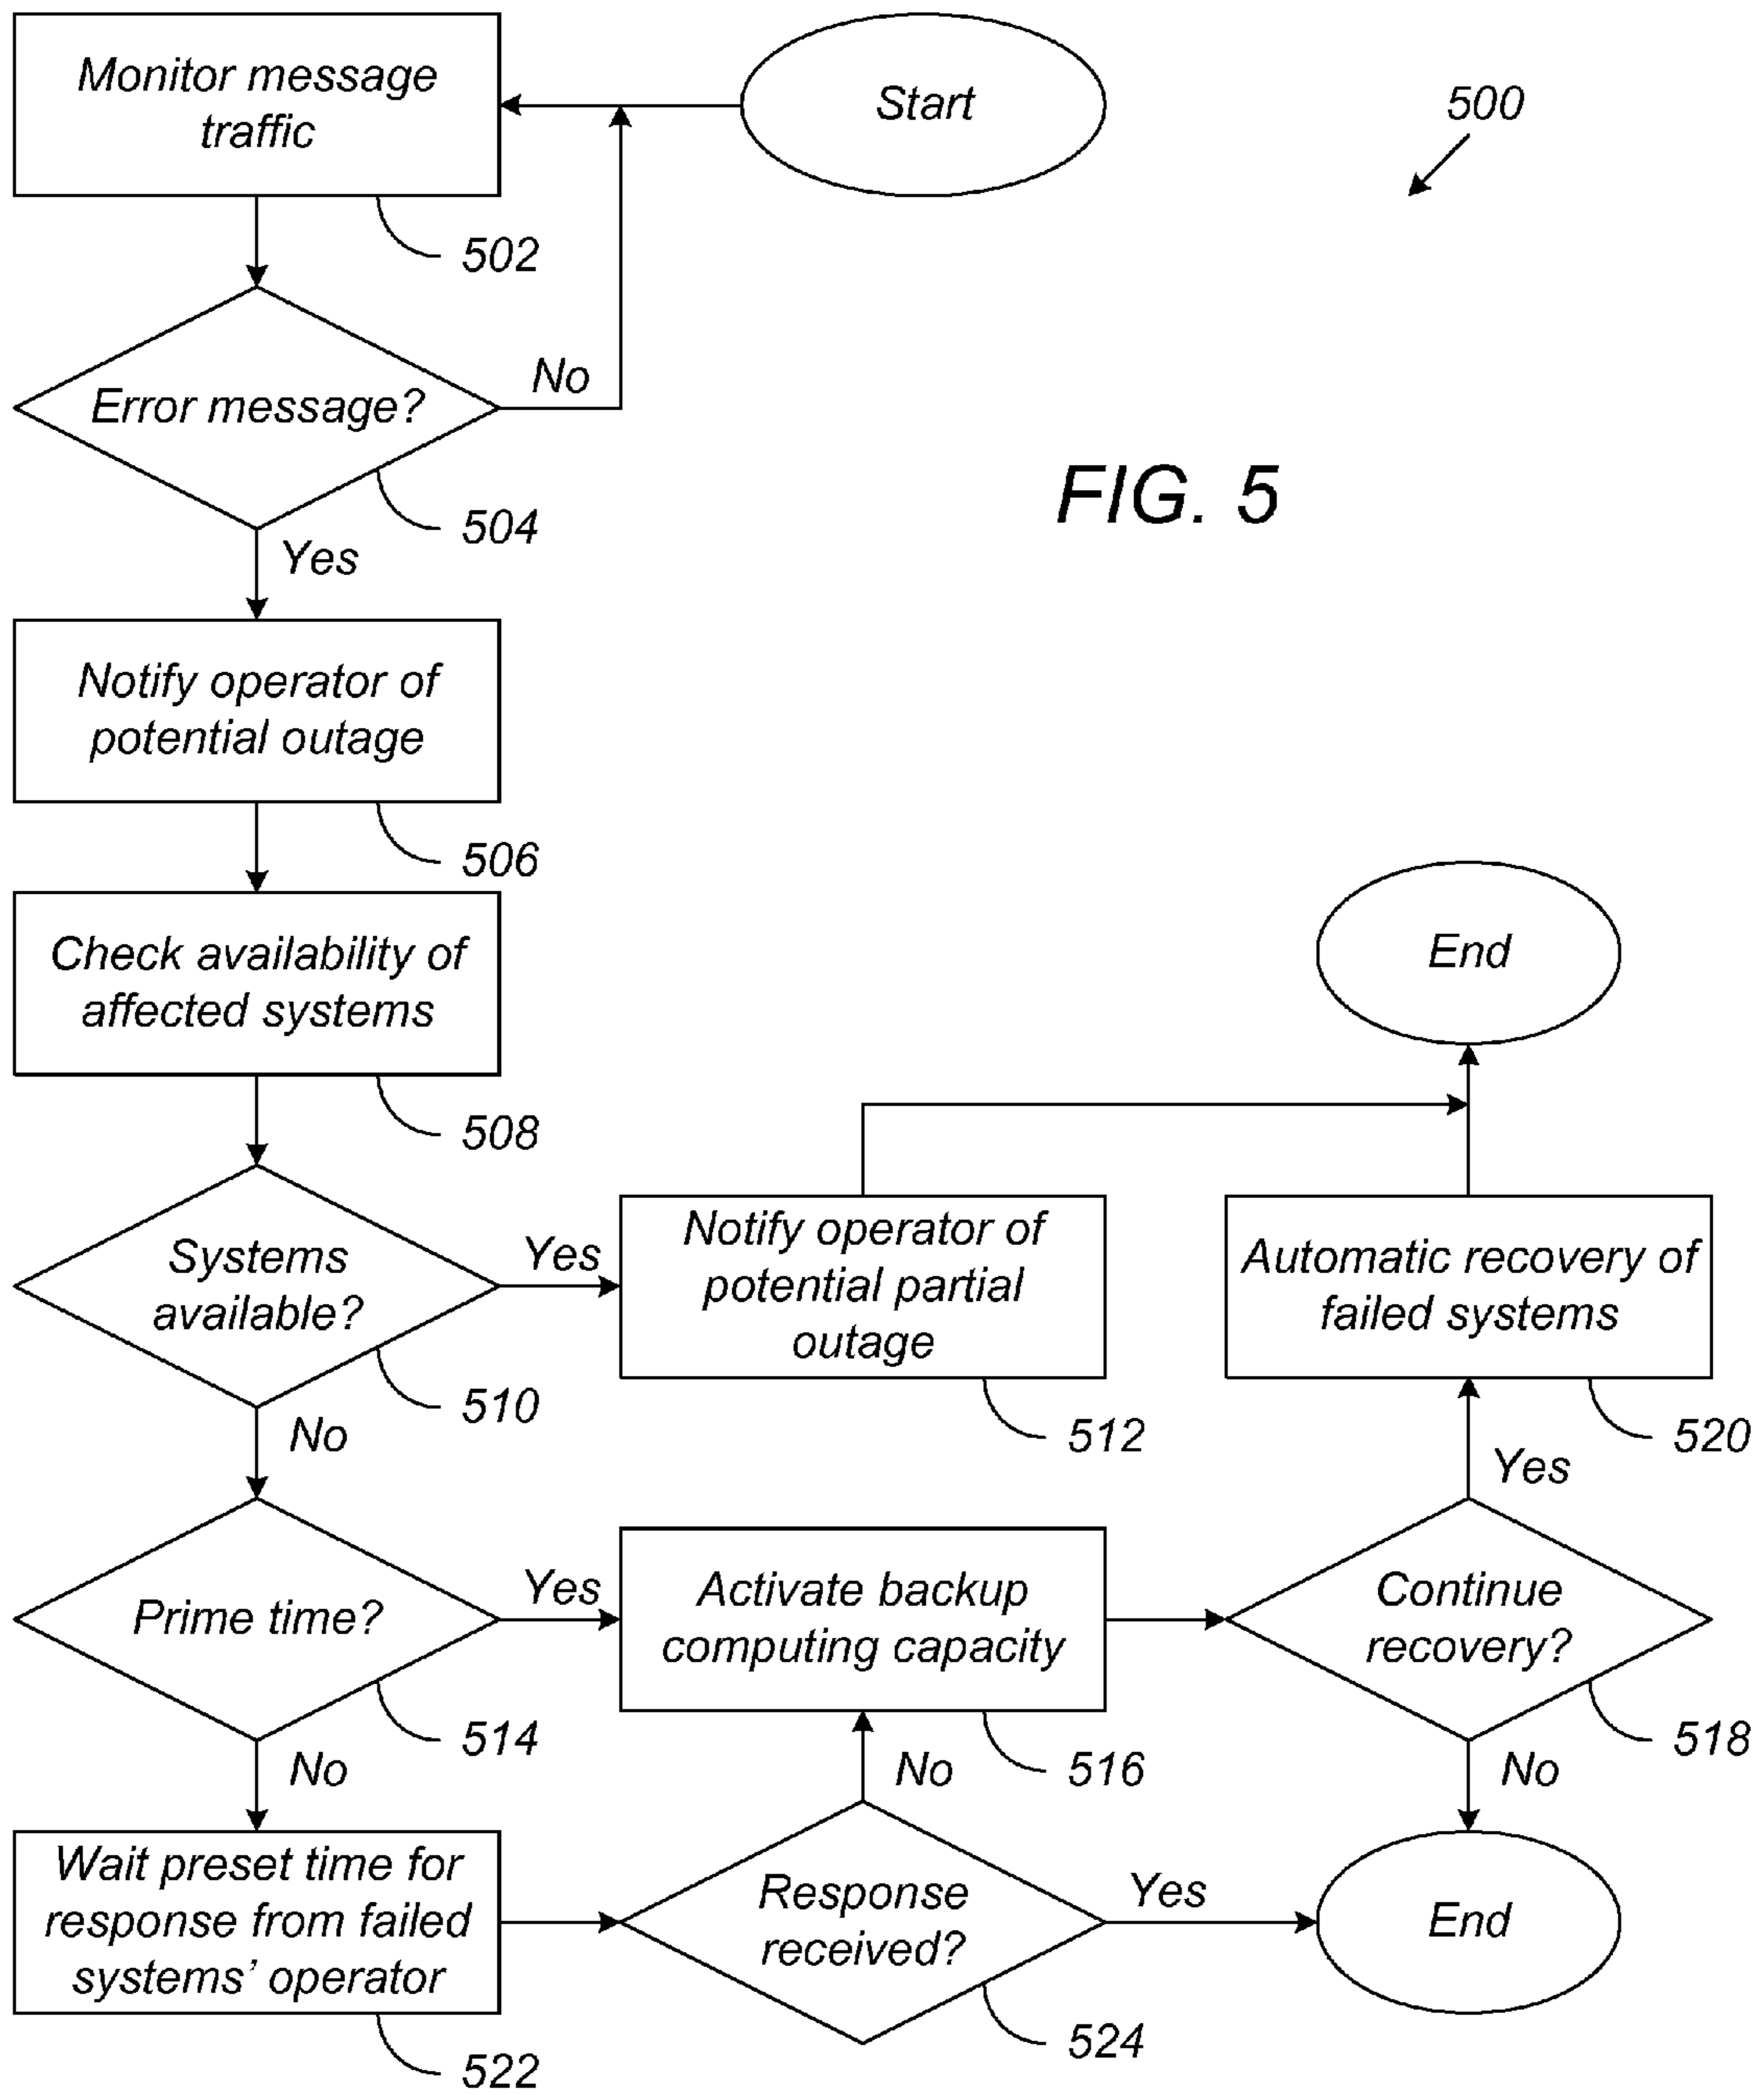 Monitor message
traffic
Start
500
502
Error message?
No
504
FIG. 5
Yes
Notify operator of
potential outage
506
Check availability of
affected systems
End
508
Systems
available?
Yes
Notify operator of
potential partial
outage
Automatic recovery of
failed systems
510
No
512
520
Yes
Prime time?
Yes
Activate backup
computing capacity
Continue
recovery?
514
No
516
No
518
No
Wait preset time for
response from failed
systems’ operator
Response
received?
Yes
End
522
524